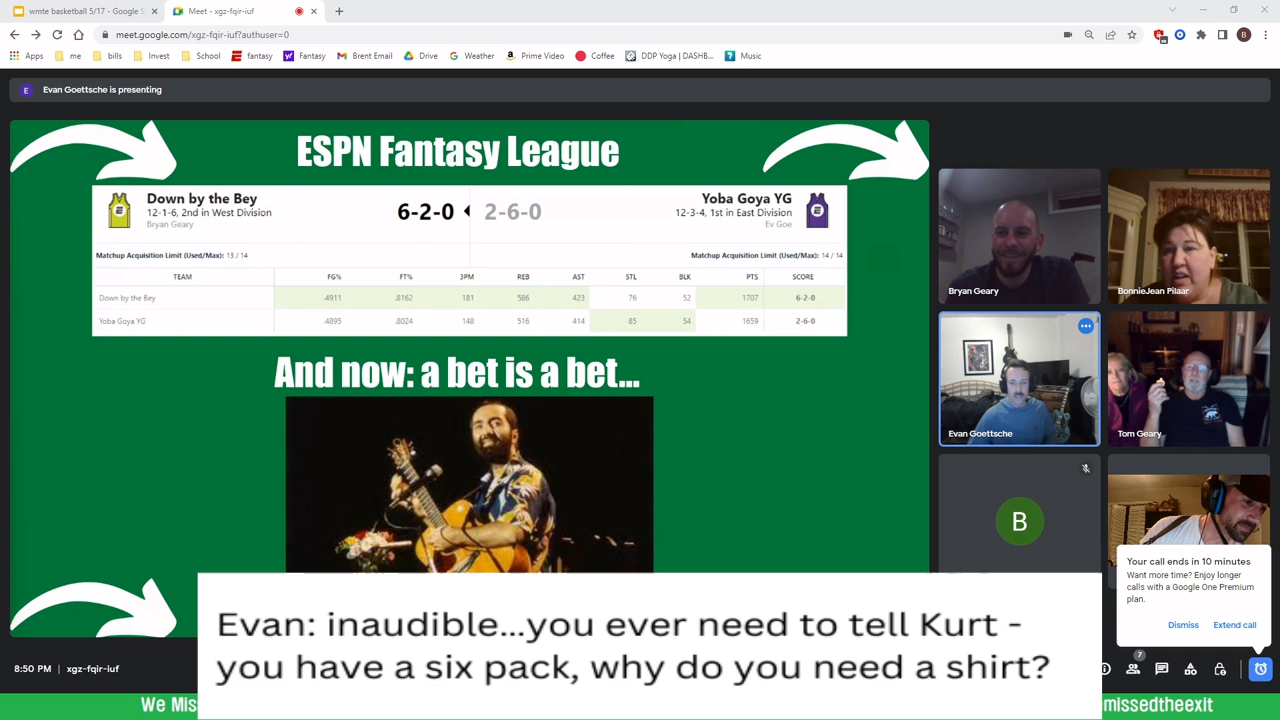 wmte basketball 5/17 - Google S
Meet - xgz-fqir-iuf
meet.google.com/xgz-fqir-iuf?authuser=0
B
Apps me bills Invest School fantasy Fantasy Brent Email Drive Weather Prime Video Coffee DDP Yoga | DASHB... Music
E Evan Goettsche is presenting
ESPN Fantasy League
Down by the Bey
12-1-6, 2nd in West Division
Bryan Geary
6-2-0 2-6-0
Yoba Goya YG
12-3-4, 1st in East Division
Ev Goe
Matchup Acquisition Limit (Used/Max): 13 / 14
Matchup Acquisition Limit (Used/Max): 14 / 14
TEAM FG% FT% 3PM REB AST STL BLK PTS SCORE
Down by the Bey .4911 .8162 181 586 423 76 52 1707 6-2-0
Yoba Goya YG .4895 .8024 148 516 414 85 54 1659 2-6-0
And now: a bet is a bet...
Bryan Geary
BonnieJean Pilaar
Evan Goettsche
Tom Geary
B
Your call ends in 10 minutes
Want more time? Enjoy longer
calls with a Google One Premium
plan.
Dismiss Extend call
Evan: inaudible...you ever need to tell Kurt -
you have a six pack, why do you need a shirt?
8:50 PM xgz-fqir-iuf
7
We Mis
missedtheexit